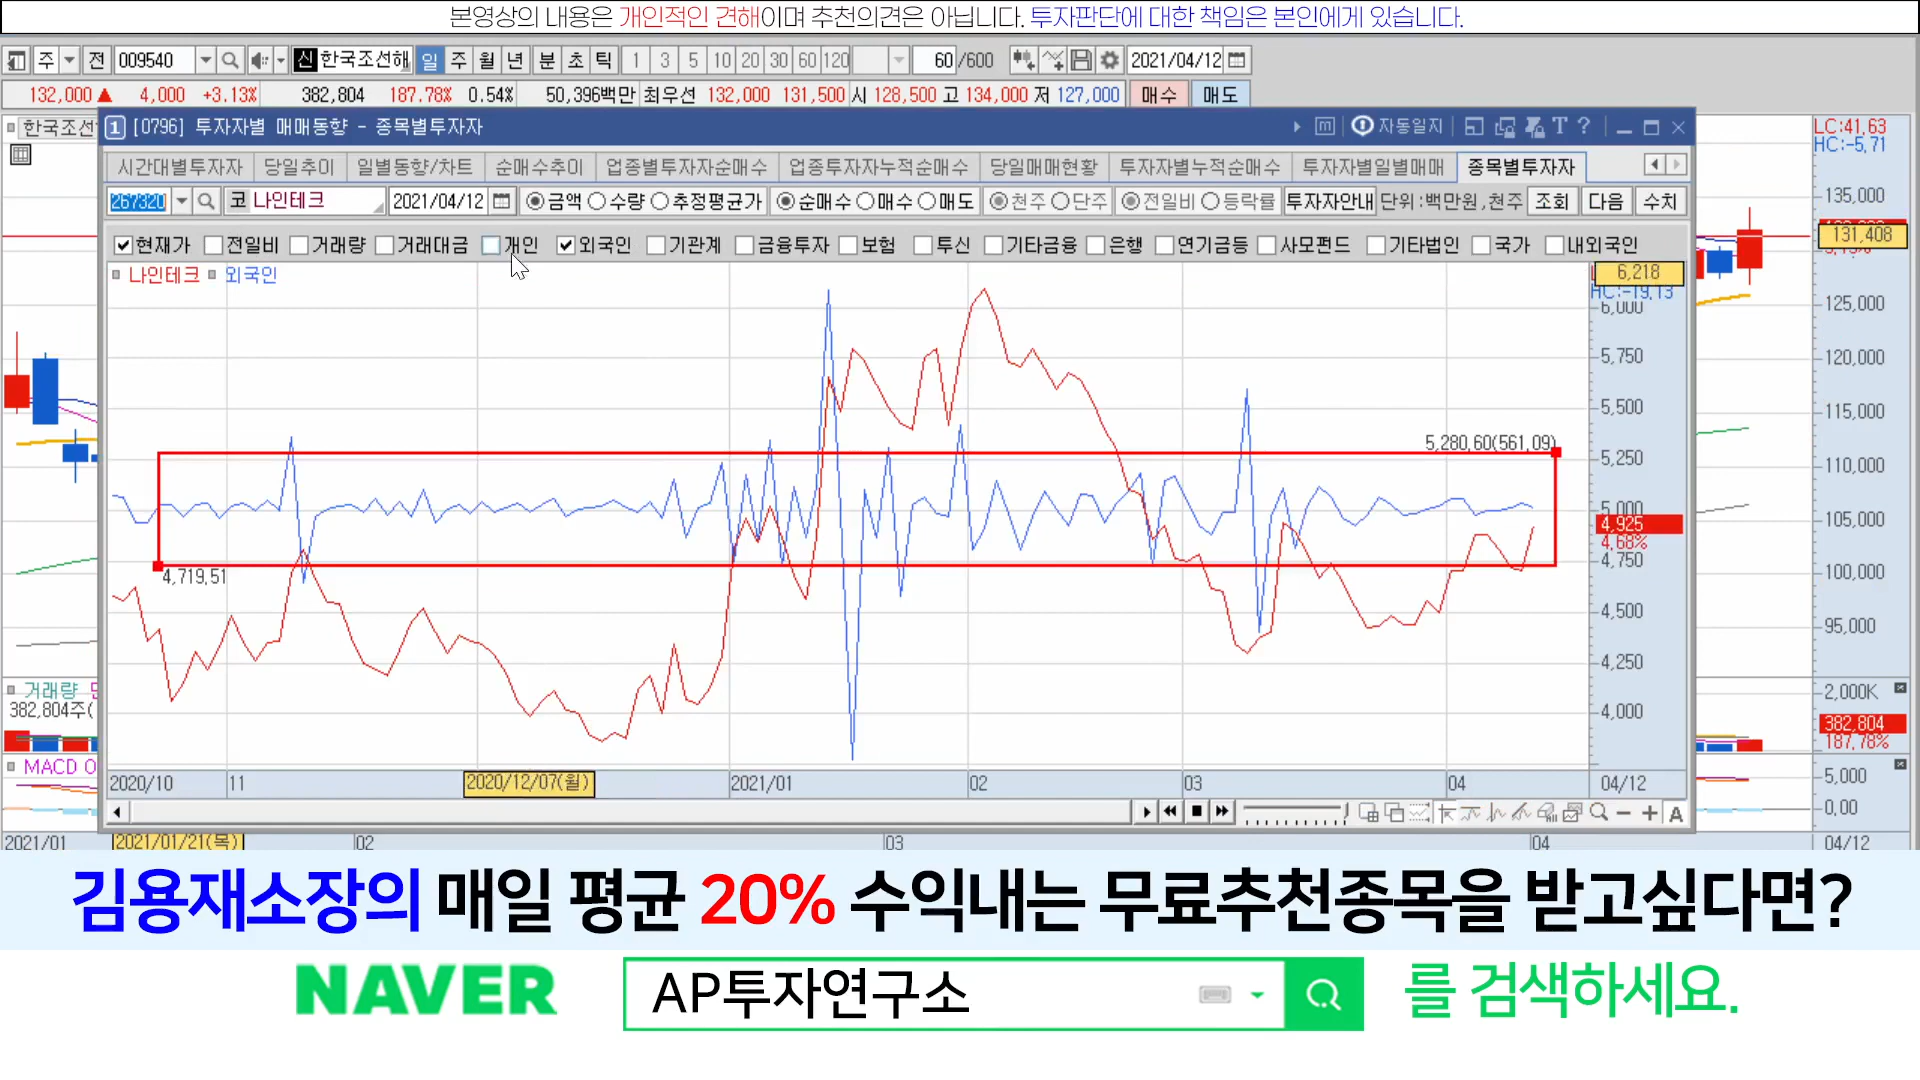 본영상의 내용은 개인적인 견해이며 추천의견은 아닙니다. 투자판단에 대한 책임은 본인에게 있습니다.
주 전 009540 신 한국조선해 일 주 월 년 분 초 틱 1 3 5 10 20 30 60 120 60 /600 2021/04/12
132,000 ▲ 4,000 +3.13% 382,804 187.78% 0.54% 50,396백만 최우선 132,000 131,500 시 128,500 고 134,000 저 127,000 매수 매도
한국조선
1 [0796] 투자자별 매매동향 - 종목별투자자 자동일지 T ?
LC:41,63
HC:-5,71
시간대별투자자 당일추이 일별동향/차트 순매수추이 업종별투자자순매수 업종투자자누적순매수 당일매매현황 투자자별누적순매수 투자자별일별매매 종목별투자자
267320 코 나인테크 2021/04/12 금액 수량 추정평균가 순매수 매수 매도 천주 단주 전일비 등락률 투자자안내 단위:백만원,천주 조회 다음 수치
현재가 전일비 거래량 거래대금 개인 외국인 기관계 금융투자 보험 투신 기타금융 은행 연기금등 사모펀드 기타법인 국가 내외국인
나인테크 외국인
6,218
HC:-19,13
6,000
5,750
5,500
5,280,60(561,09)
5,250
5,000
4,925
4,68%
4,750
4,719,51
4,500
4,250
4,000
135,000
131,408
125,000
120,000
115,000
110,000
105,000
100,000
95,000
거래량
382,804주(
2,000K
382,804
187,78%
MACD O
5,000
0,00
2020/10 11 2020/12/07(월) 2021/01 02 03 04 04/12
A
2021/01 2021/01/21(목) 02 03 04 04/12
김용재소장의 매일 평균 20% 수익내는 무료추천종목을 받고싶다면?
NAVER AP투자연구소 를 검색하세요.